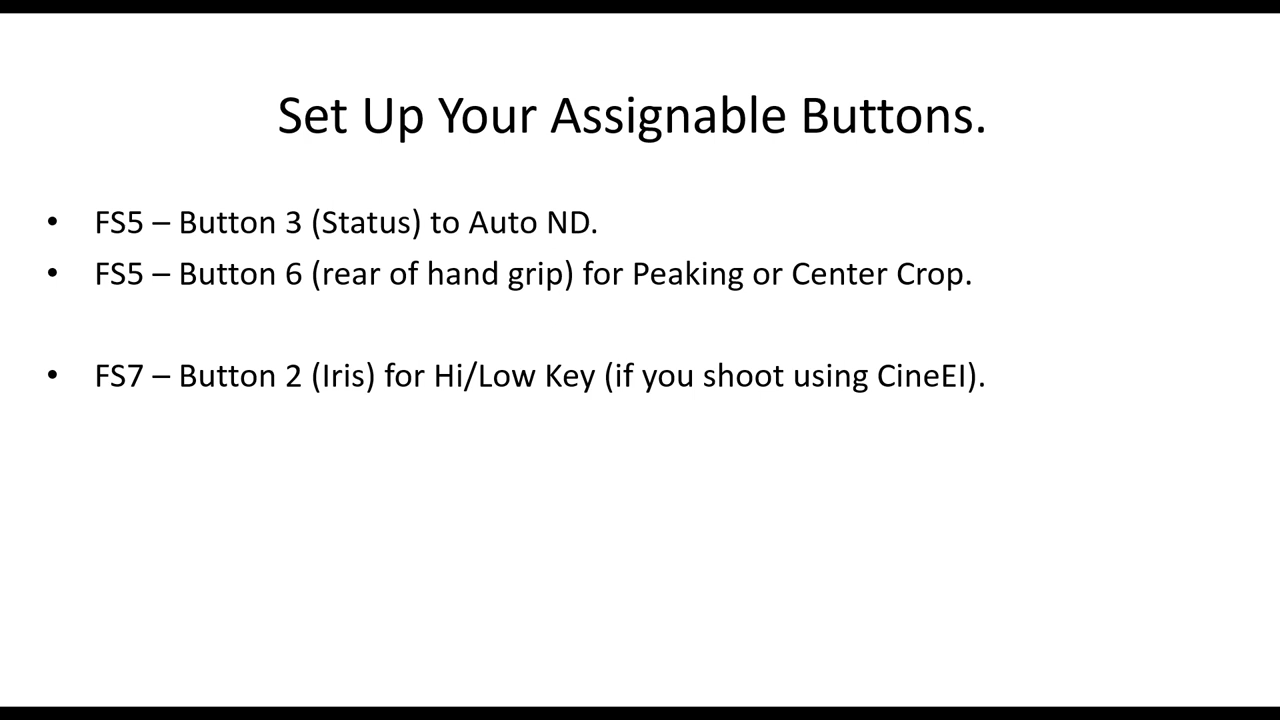 Set Up Your Assignable Buttons.
• FS5 – Button 3 (Status) to Auto ND.
• FS5 – Button 6 (rear of hand grip) for Peaking or Center Crop.
• FS7 – Button 2 (Iris) for Hi/Low Key (if you shoot using CineEI).